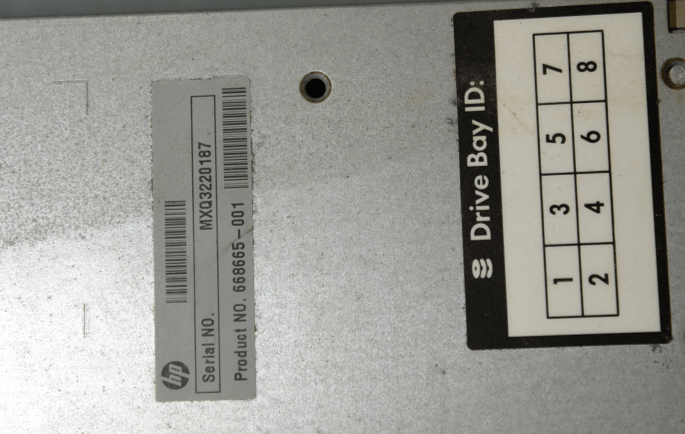 hp
Serial NO. MXQ3220187
Product NO. 668665-001
Drive Bay ID:
1 3 5 7
2 4 6 8